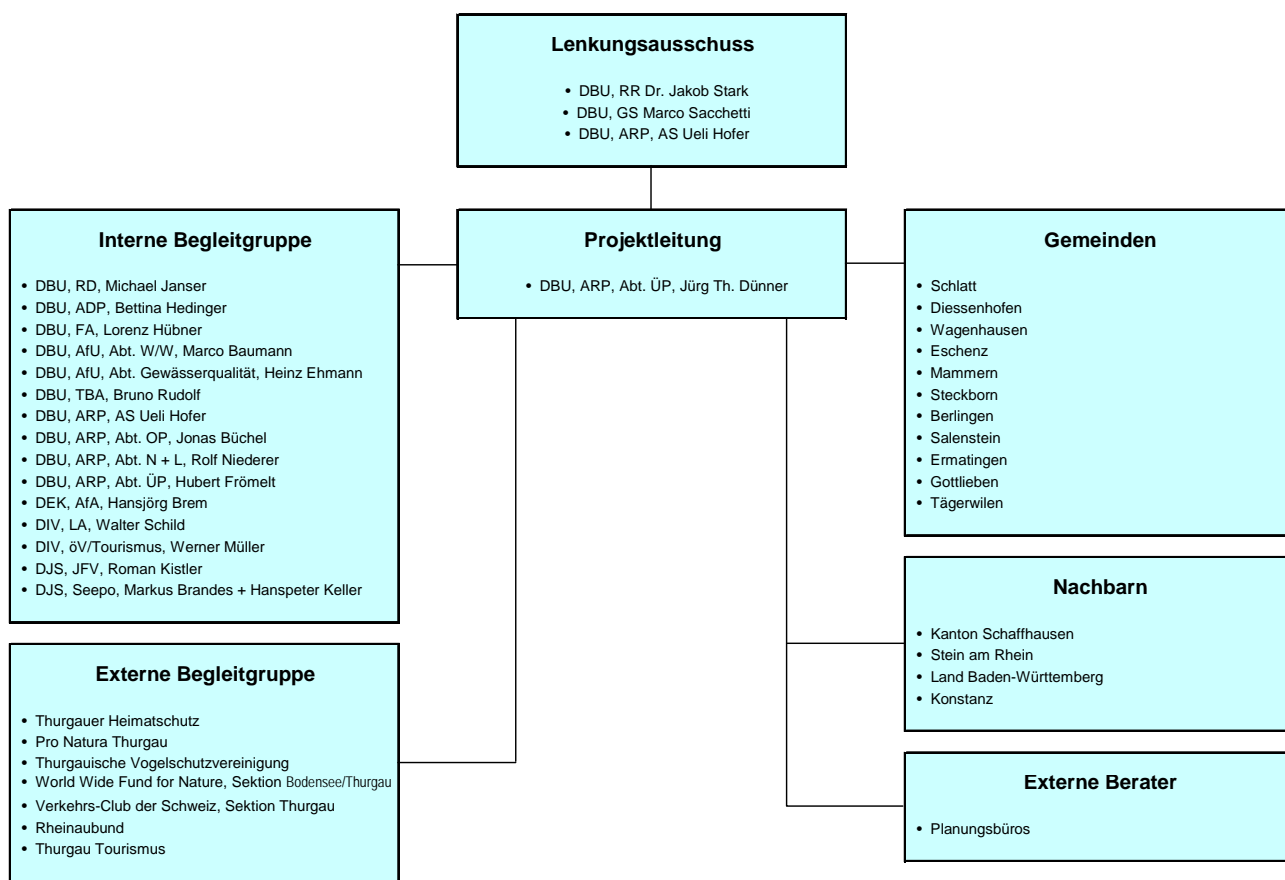 Lenkungsausschuss
• DBU, RR Dr. Jakob Stark
• DBU, GS Marco Sacchetti
• DBU, ARP, AS Ueli Hofer
Interne Begleitgruppe
• DBU, RD, Michael Janser
• DBU, ADP, Bettina Hedinger
• DBU, FA, Lorenz Hübner
• DBU, AfU, Abt. W/W, Marco Baumann
• DBU, AfU, Abt. Gewässerqualität, Heinz Ehmann
• DBU, TBA, Bruno Rudolf
• DBU, ARP, AS Ueli Hofer
• DBU, ARP, Abt. OP, Jonas Büchel
• DBU, ARP, Abt. N + L, Rolf Niederer
• DBU, ARP, Abt. ÜP, Hubert Frömelt
• DEK, AfA, Hansjörg Brem
• DIV, LA, Walter Schild
• DIV, öV/Tourismus, Werner Müller
• DJS, JFV, Roman Kistler
• DJS, Seepo, Markus Brandes + Hanspeter Keller
Projektleitung
• DBU, ARP, Abt. ÜP, Jürg Th. Dünner
Gemeinden
• Schlatt
• Diessenhofen
• Wagenhausen
• Eschenz
• Mammern
• Steckborn
• Berlingen
• Salenstein
• Ermatingen
• Gottlieben
• Tägerwilen
Externe Begleitgruppe
• Thurgauer Heimatschutz
• Pro Natura Thurgau
• Thurgauische Vogelschutzvereinigung
• World Wide Fund for Nature, Sektion Bodensee/Thurgau
• Verkehrs-Club der Schweiz, Sektion Thurgau
• Rheinaubund
• Thurgau Tourismus
Nachbarn
• Kanton Schaffhausen
• Stein am Rhein
• Land Baden-Württemberg
• Konstanz
Externe Berater
• Planungsbüros